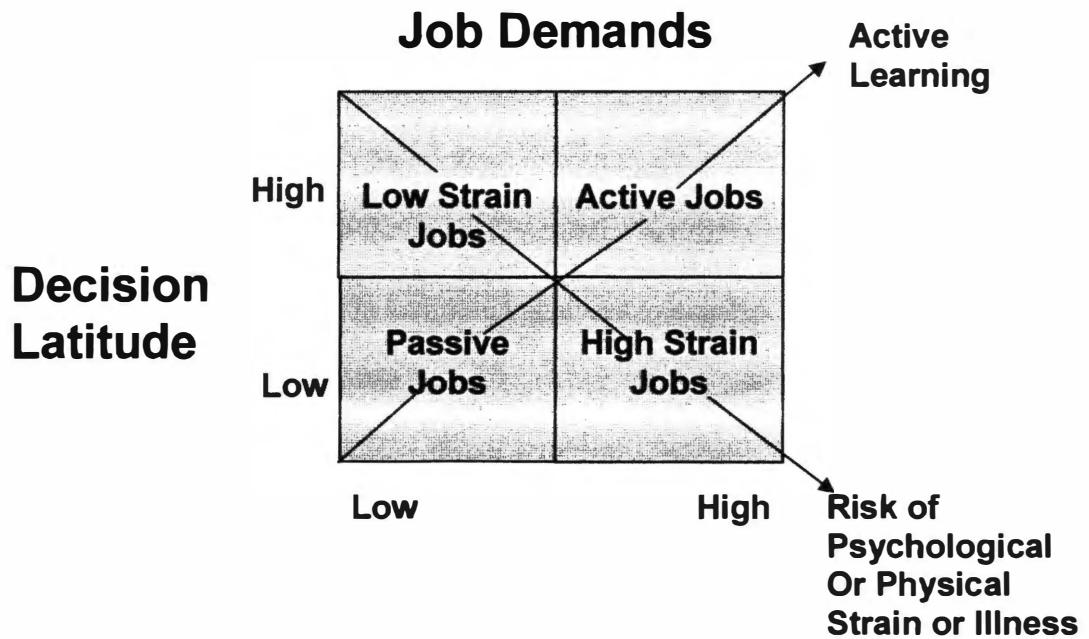 Job Demands
Active
Learning
High
Low Strain
Jobs
Active Jobs
Decision
Latitude
Passive
Jobs
High Strain
Jobs
Low
Low
High
Risk of
Psychological
Or Physical
Strain or Illness